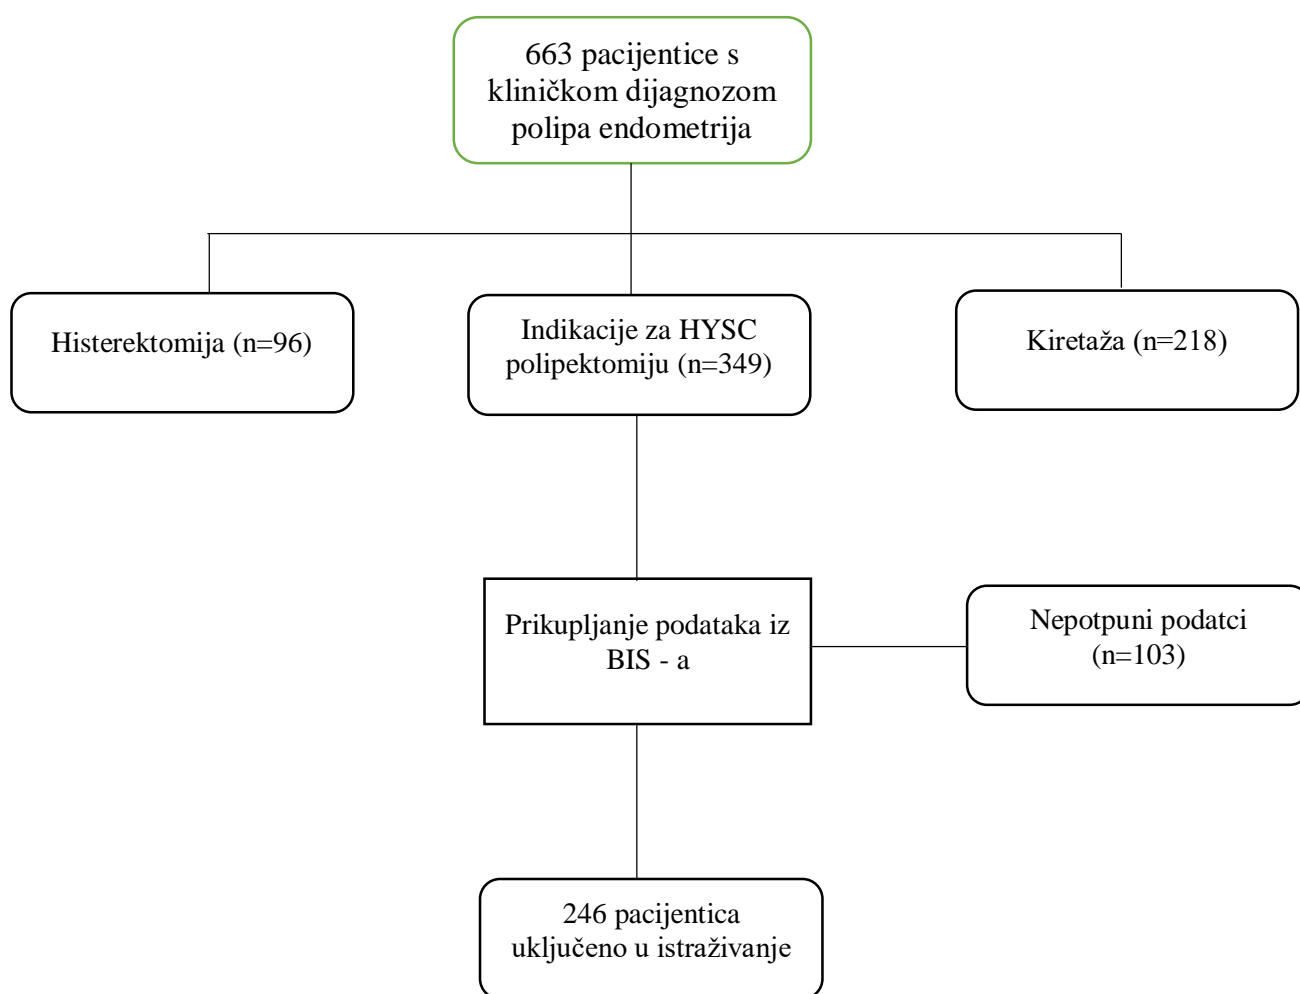 663 pacijentice s
kliničkom dijagnozom
polipa endometrija
Histerektomija (n=96)
Indikacije za HYSC
polipektomiju (n=349)
Kiretaža (n=218)
Prikupljanje podataka iz
BIS - a
Nepotpuni podatci
(n=103)
246 pacijentica
uključeno u istraživanje